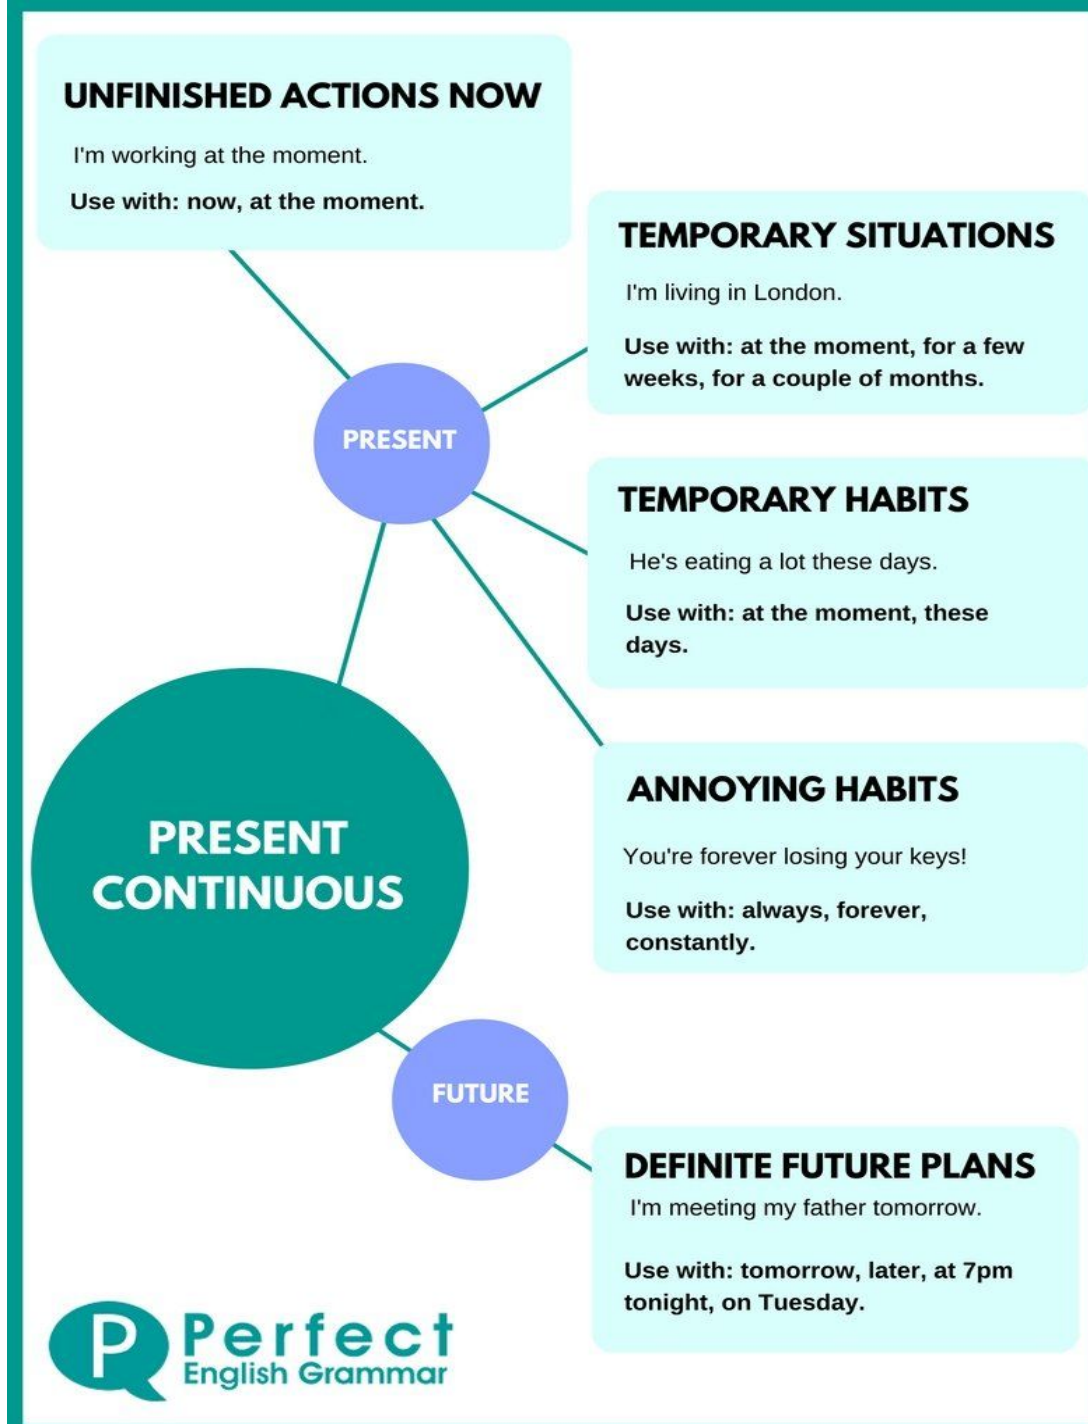 UNFINISHED ACTIONS NOW
I'm working at the moment.
Use with: now, at the moment.
TEMPORARY SITUATIONS
I'm living in London.
Use with: at the moment, for a few
weeks, for a couple of months.
PRESENT
TEMPORARY HABITS
He's eating a lot these days.
Use with: at the moment, these
days.
ANNOYING HABITS
You're forever losing your keys!
Use with: always, forever,
constantly.
PRESENT
CONTINUOUS
FUTURE
DEFINITE FUTURE PLANS
I'm meeting my father tomorrow.
Use with: tomorrow, later, at 7pm
tonight, on Tuesday.
P
Perfect
English Grammar